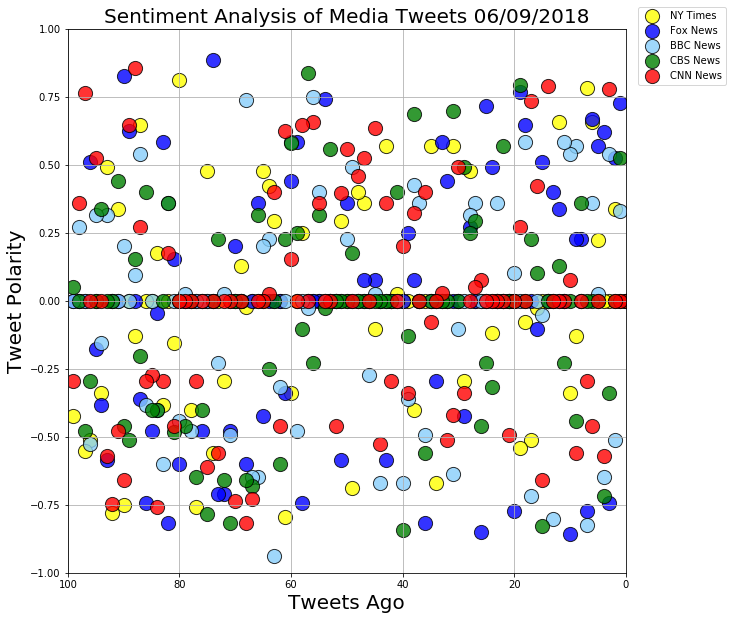 Sentiment Analysis of Media Tweets 06/09/2018
NY Times
Fox News
BBC News
CBS News
CNN News
Tweet Polarity
1.00
0.75
0.50
0.25
0.00
−0.25
−0.50
−0.75
−1.00
100
80
60
40
20
0
Tweets Ago